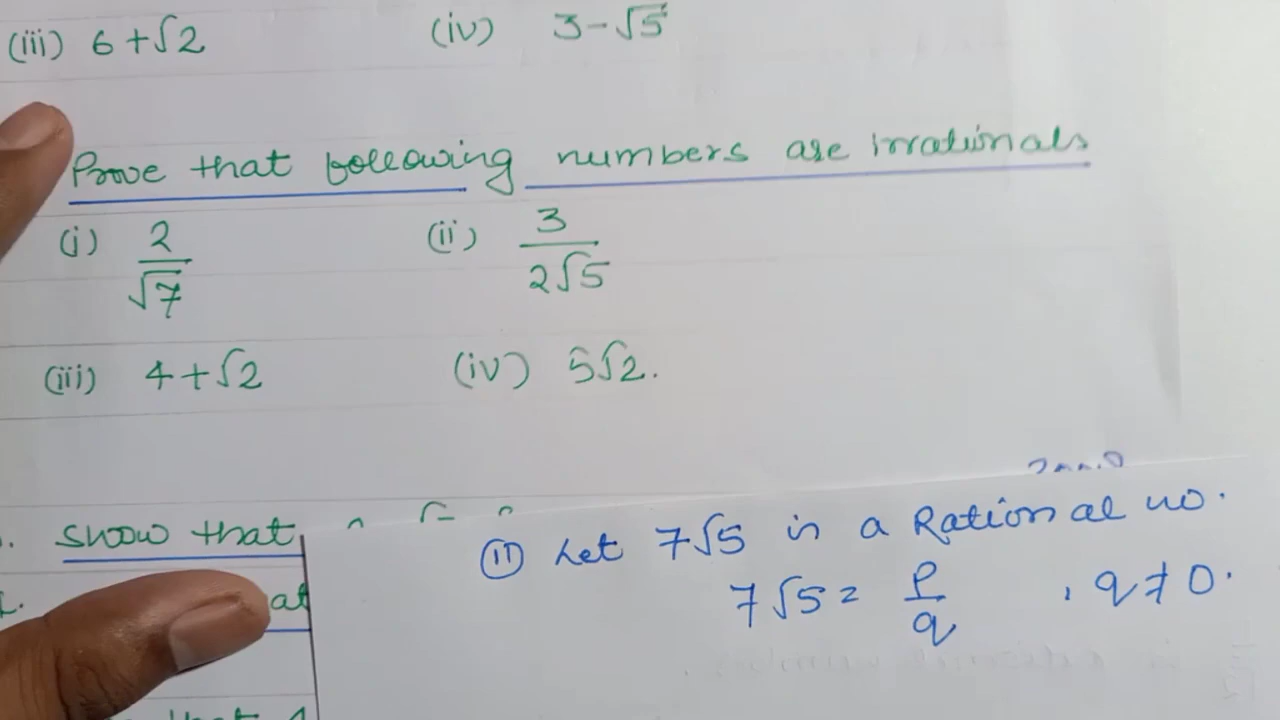 (iii) 6+√2 (iv) 3-√5
Prove that following numbers are irrationals
(i) 2/√7 (ii) 3/2√5
(iii) 4+√2 (iv) 5√2.
Show that
at
(ii) Let 7√5 is a Rational no.
7√5 = p/q , q≠0.